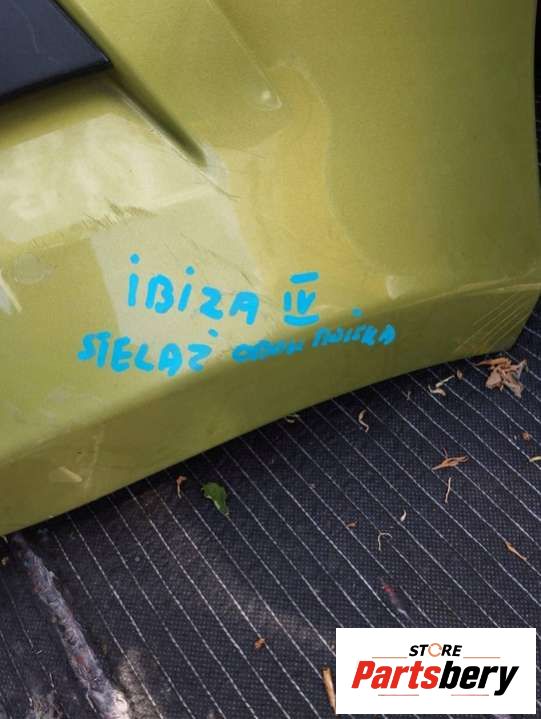 iBiZA IV
STELAŻ
STORE
Partsbery